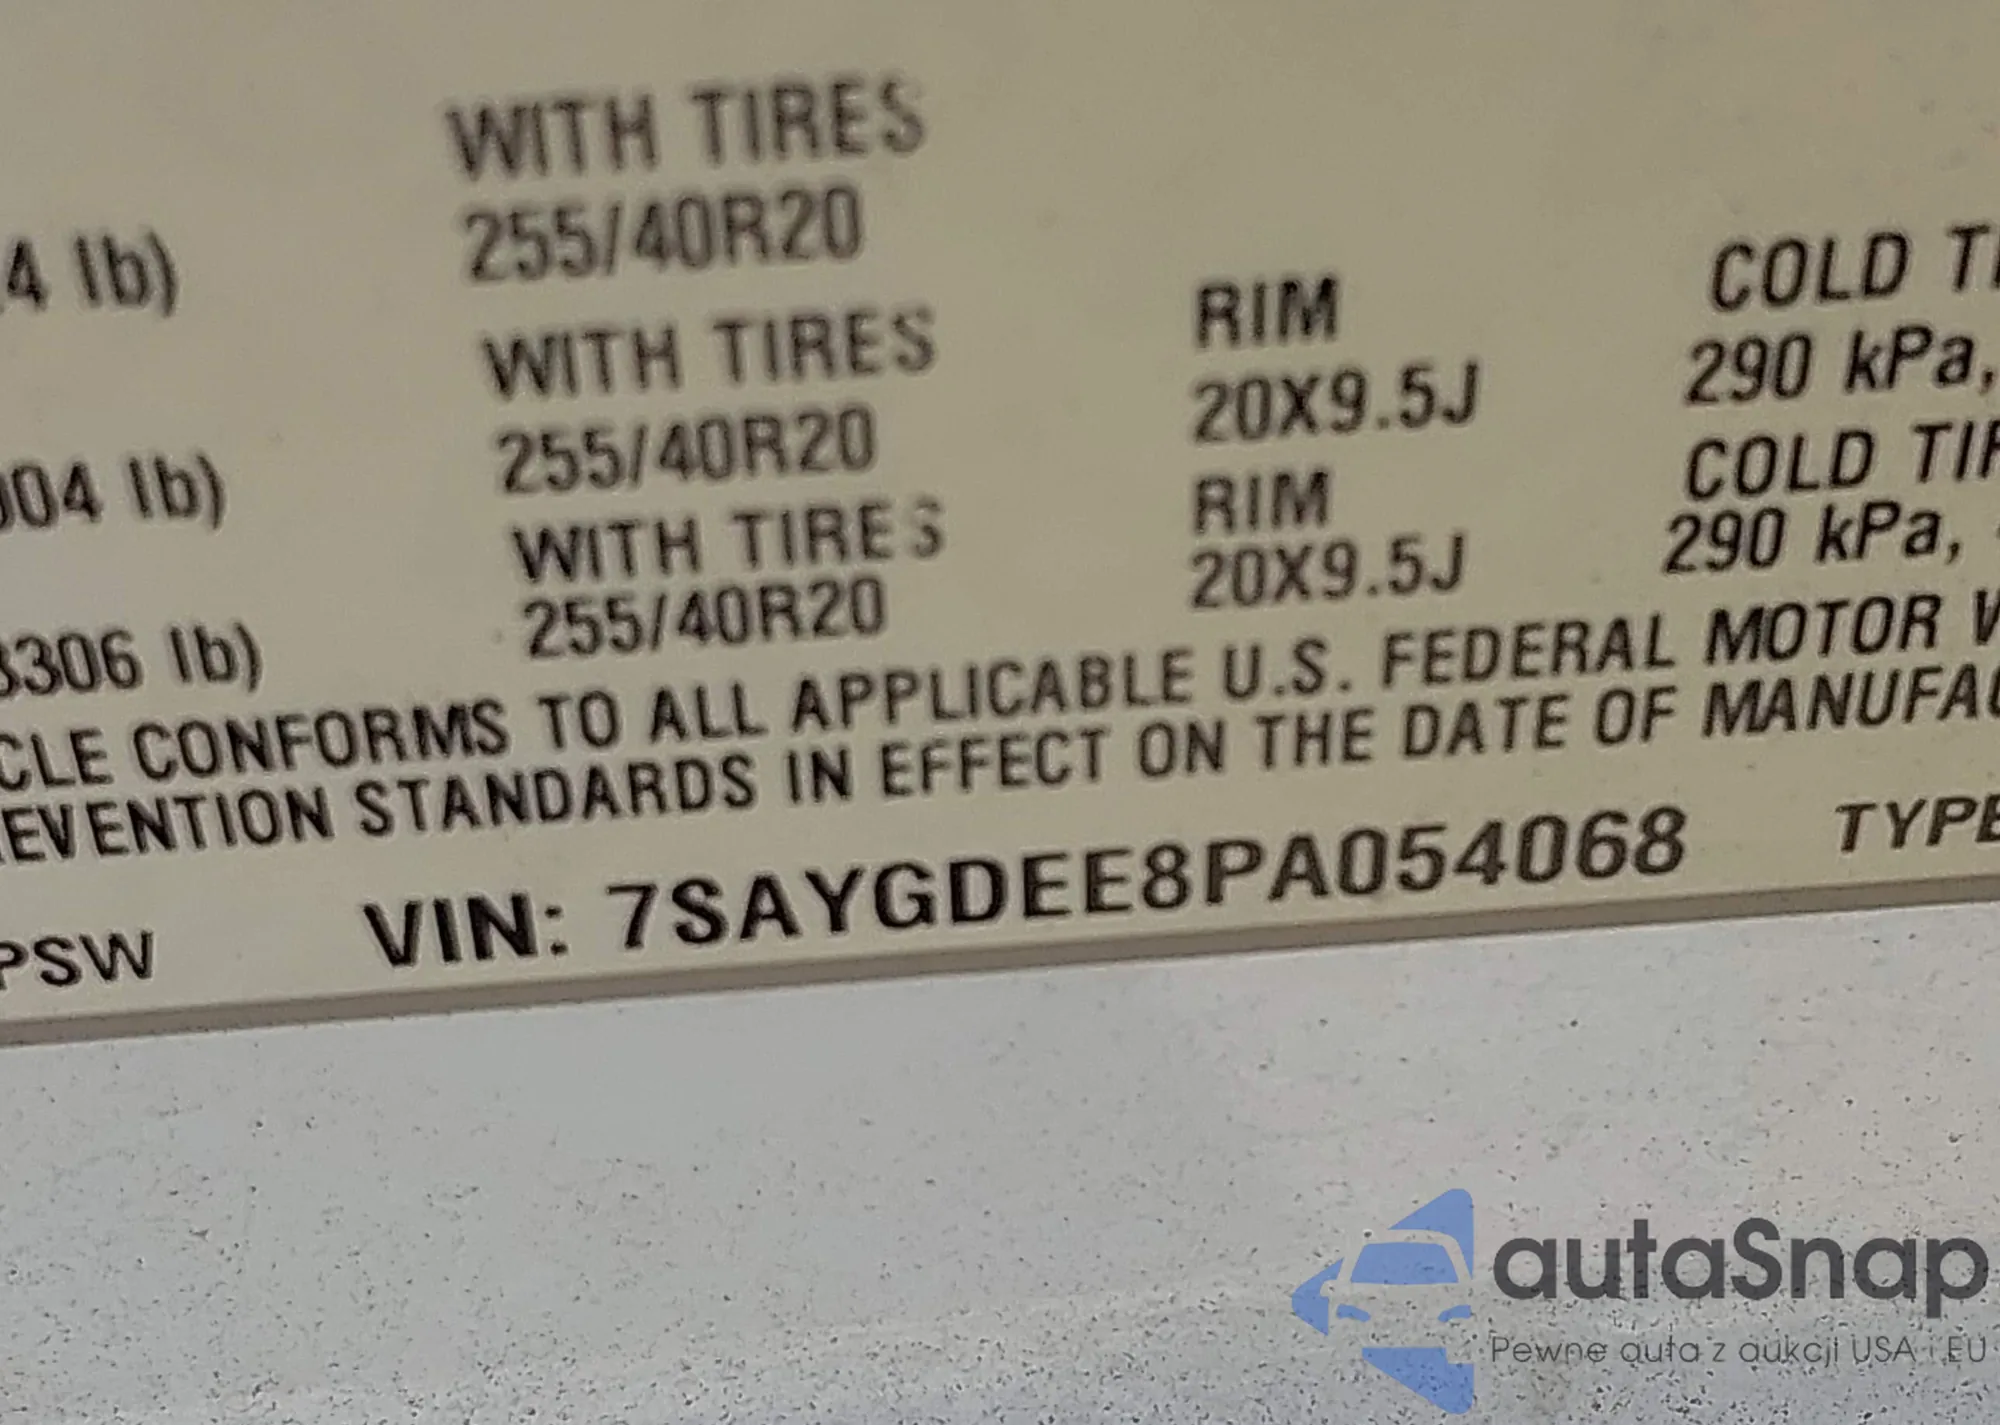 WITH TIRES
255/40R20
4 lb)
WITH TIRES
255/40R20
RIM
20X9.5J
COLD TI
290 kPa,
004 lb)
WITH TIRES
255/40R20
RIM
20X9.5J
COLD TIR
290 kPa,
3306 lb)
CLE CONFORMS TO ALL APPLICABLE U.S. FEDERAL MOTOR V
EVENTION STANDARDS IN EFFECT ON THE DATE OF MANUFAC
PSW VIN: 7SAYGDEE8PA054068 TYPE
autaSnap
Pewne auta z aukcji USA i EU